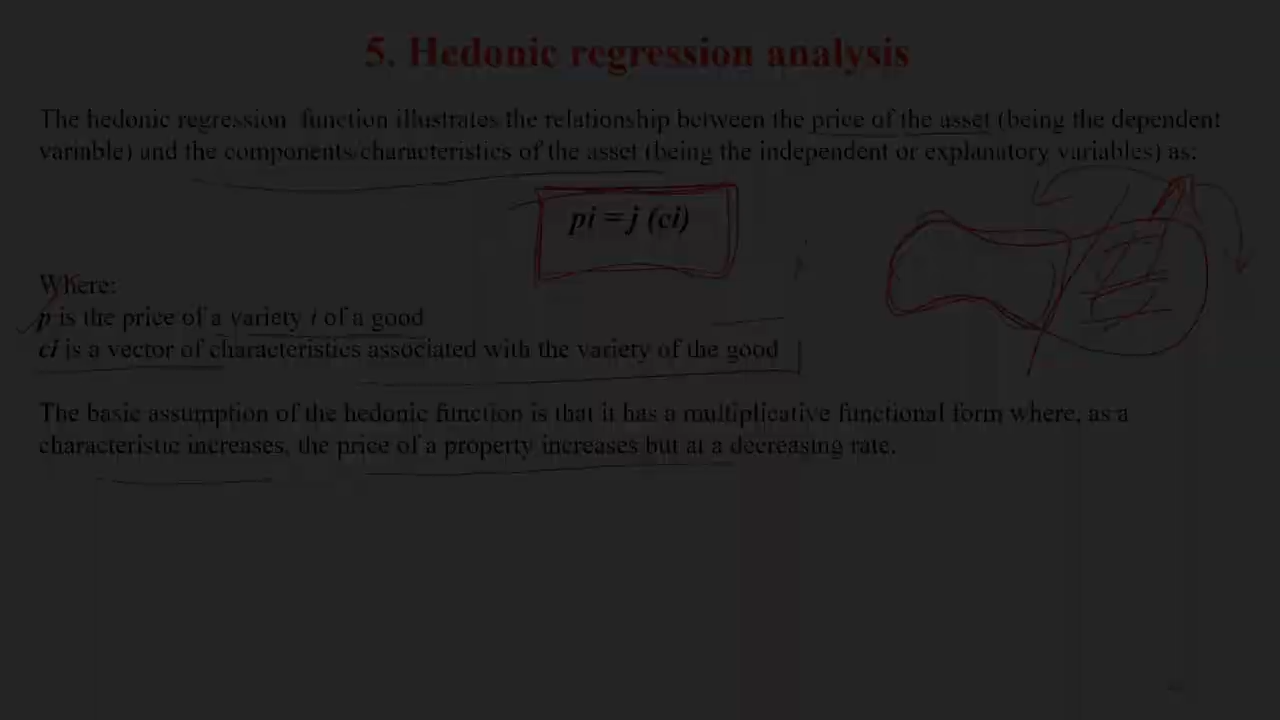 5. Hedonic regression analysis
The hedonic regression function illustrates the relationship between the price of the asset (being the dependent
variable) and the components/characteristics of the asset (being the independent or explanatory variables) as:
pi = j (ci)
Where:
p is the price of a variety i of a good
ci is a vector of characteristics associated with the variety of the good
The basic assumption of the hedonic function is that it has a multiplicative functional form where, as a
characteristic increases, the price of a property increases but at a decreasing rate.